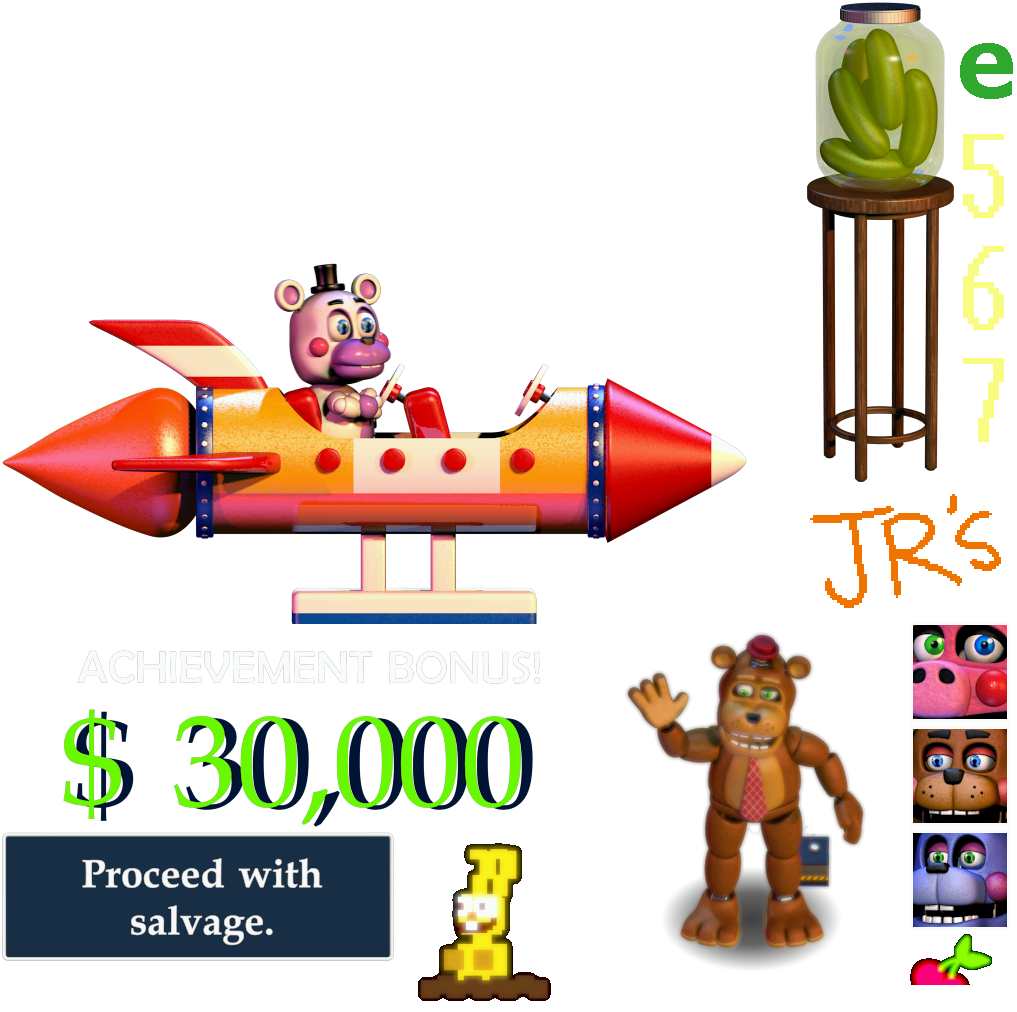 e
5
6
7
JR's
ACHIEVEMENT BONUS!
$ 30,000
Proceed with
salvage.